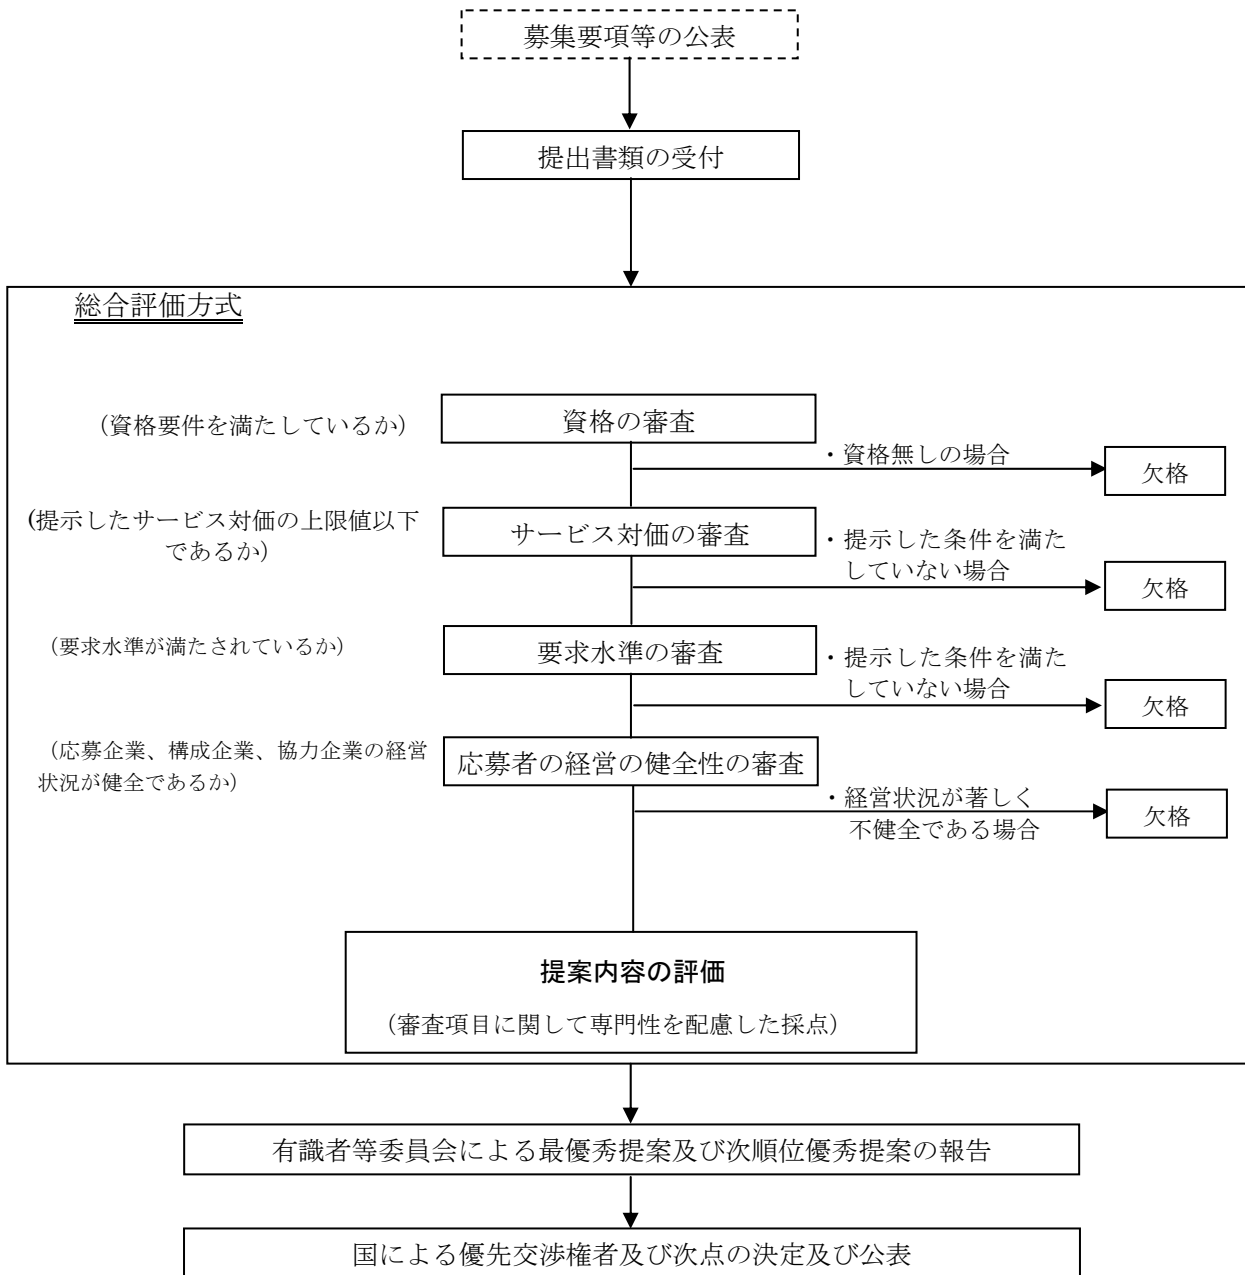 募集要項等の公表
提出書類の受付
総合評価方式
（資格要件を満たしているか）
資格の審査
・資格無しの場合
欠格
(提示したサービス対価の上限値以下
であるか）
サービス対価の審査
・提示した条件を満た
していない場合
欠格
（要求水準が満たされているか）
要求水準の審査
・提示した条件を満た
していない場合
欠格
（応募企業、構成企業、協力企業の経営
状況が健全であるか）
応募者の経営の健全性の審査
・経営状況が著しく
不健全である場合
欠格
提案内容の評価
（審査項目に関して専門性を配慮した採点）
有識者等委員会による最優秀提案及び次順位優秀提案の報告
国による優先交渉権者及び次点の決定及び公表